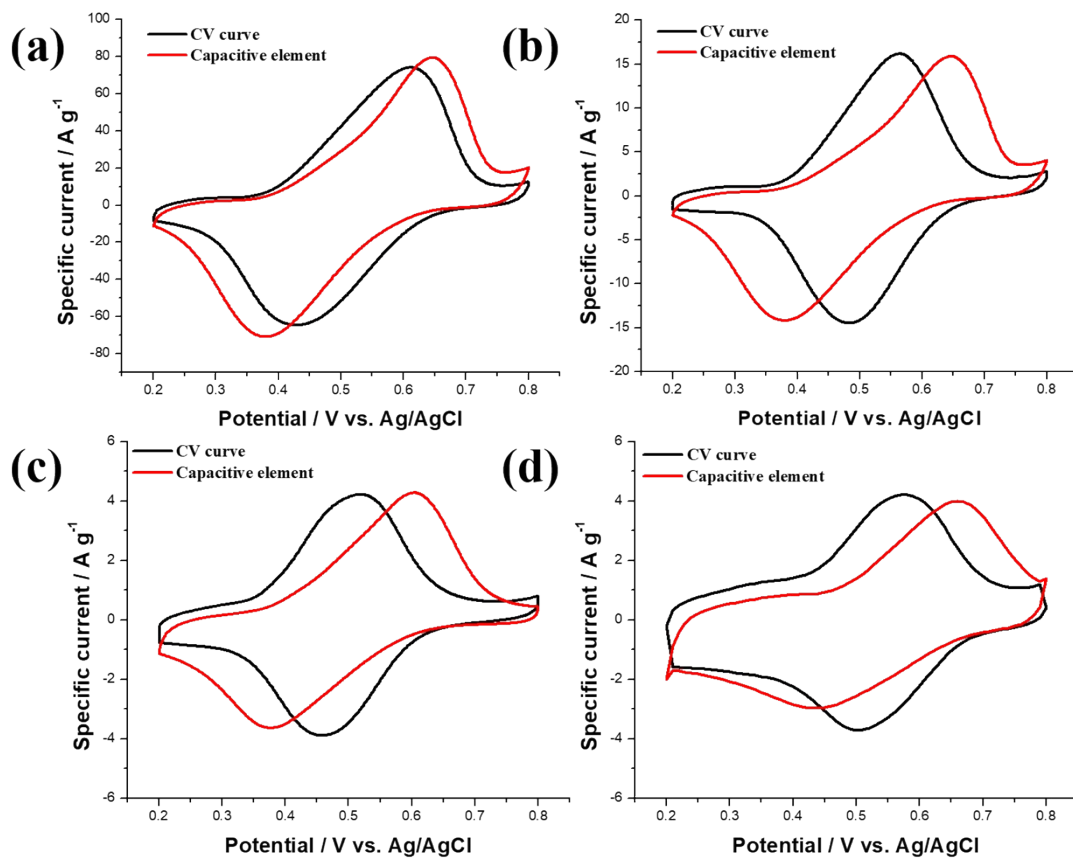 (a)
CV curve
Capacitive element
100
80
60
40
20
0
-20
-40
-60
-80
0.2 0.3 0.4 0.5 0.6 0.7 0.8
Specific current / A g-1
Potential / V vs. Ag/AgCl
(b)
CV curve
Capacitive element
20
15
10
5
0
-5
-10
-15
-20
0.2 0.3 0.4 0.5 0.6 0.7 0.8
Specific current / A g-1
Potential / V vs. Ag/AgCl
(c)
CV curve
Capacitive element
6
4
2
0
-2
-4
-6
0.2 0.3 0.4 0.5 0.6 0.7 0.8
Specific current / A g-1
Potential / V vs. Ag/AgCl
(d)
CV curve
Capacitive element
6
4
2
0
-2
-4
-6
0.2 0.3 0.4 0.5 0.6 0.7 0.8
Specific current / A g-1
Potential / V vs. Ag/AgCl